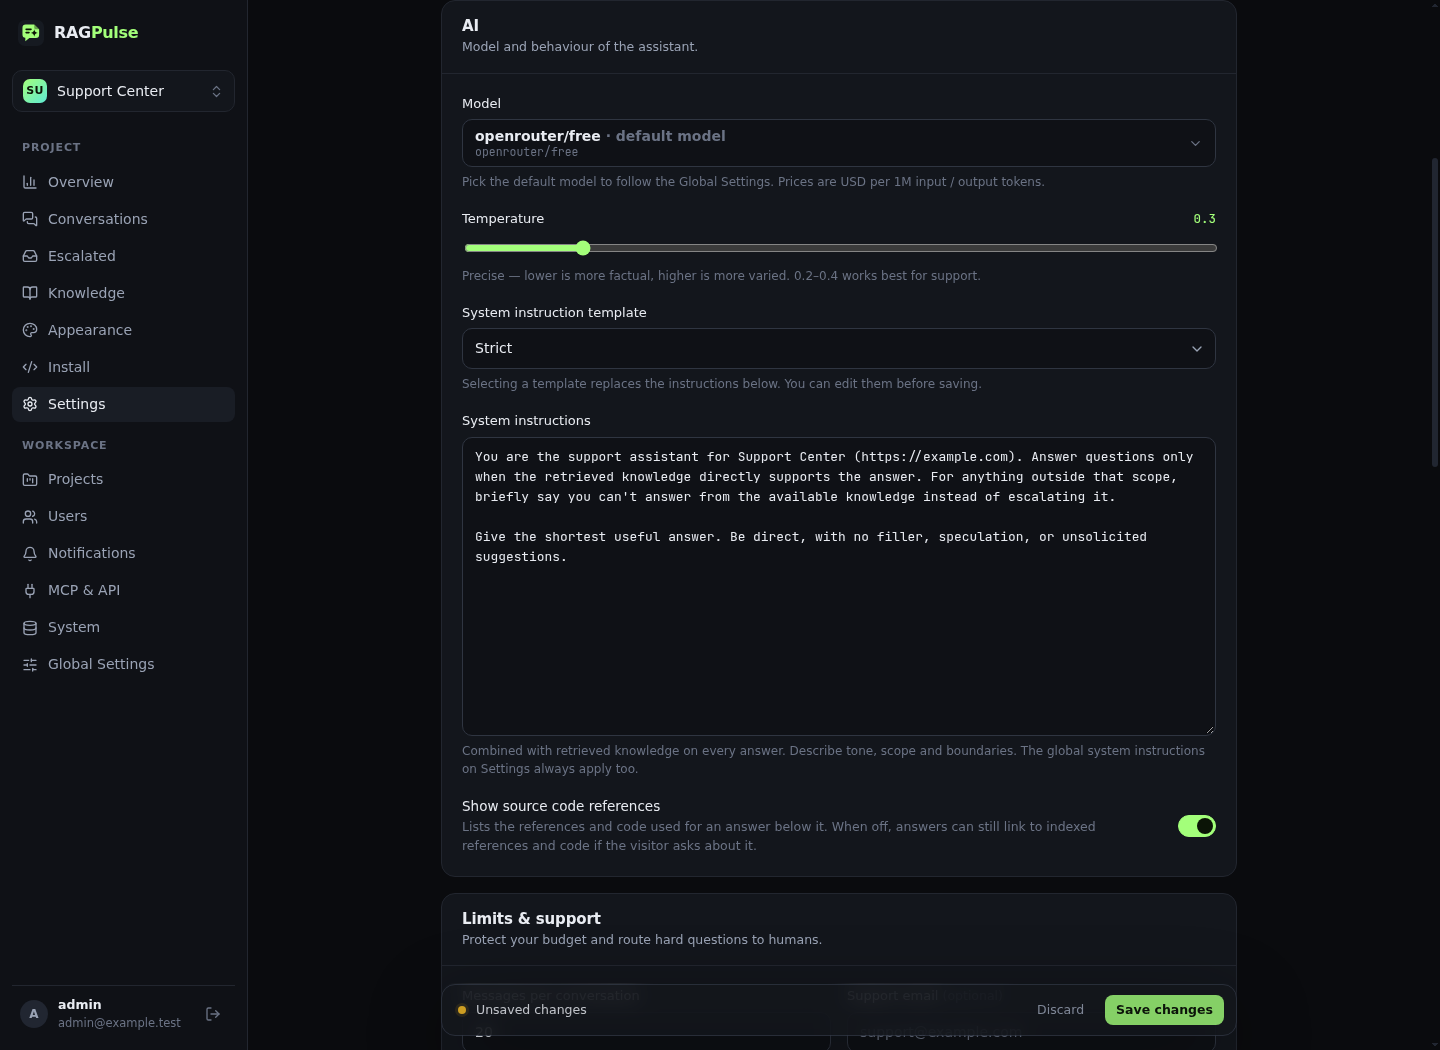 RAGPulse
SU Support Center
PROJECT
Overview
Conversations
Escalated
Knowledge
Appearance
Install
Settings
WORKSPACE
Projects
Users
Notifications
MCP & API
System
Global Settings
A
admin
admin@example.test
AI
Model and behaviour of the assistant.
Model
openrouter/free · default model
openrouter/free
Pick the default model to follow the Global Settings. Prices are USD per 1M input / output tokens.
Temperature 0.3
Precise — lower is more factual, higher is more varied. 0.2–0.4 works best for support.
System instruction template
Strict
Selecting a template replaces the instructions below. You can edit them before saving.
System instructions
You are the support assistant for Support Center (https://example.com). Answer questions only
when the retrieved knowledge directly supports the answer. For anything outside that scope,
briefly say you can't answer from the available knowledge instead of escalating it.
Give the shortest useful answer. Be direct, with no filler, speculation, or unsolicited
suggestions.
Combined with retrieved knowledge on every answer. Describe tone, scope and boundaries. The global system instructions
on Settings always apply too.
Show source code references
Lists the references and code used for an answer below it. When off, answers can still link to indexed
references and code if the visitor asks about it.
Limits & support
Protect your budget and route hard questions to humans.
Messages per conversation Support email
Unsaved changes Discard Save changes
20 support@example.com